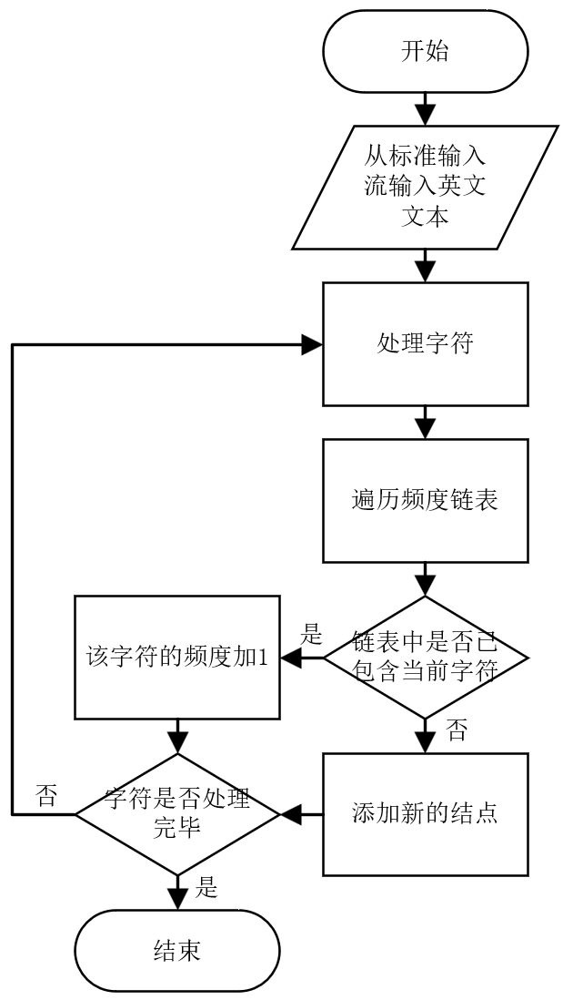 开始
从标准输入
流输入英文
文本
处理字符
遍历频度链表
链表中是否已
包含当前字符
是
该字符的频度加1
否
添加新的结点
字符是否处理
完毕
否
是
结束